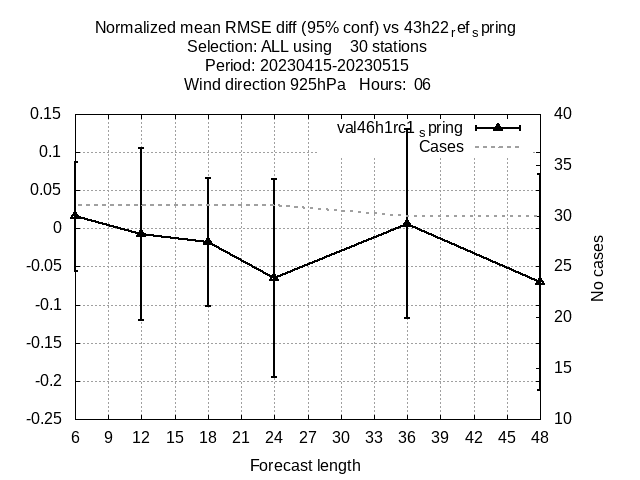 Normalized mean RMSE diff (95% conf) vs 43h22ref spring
Selection: ALL using 30 stations
Period: 20230415-20230515
Wind direction 925hPa Hours: 06
val46h1rc1spring
Cases
0.15
0.1
0.05
0
-0.05
-0.1
-0.15
-0.2
-0.25
40
35
30
25
20
15
10
No cases
6 9 12 15 18 21 24 27 30 33 36 39 42 45 48
Forecast length